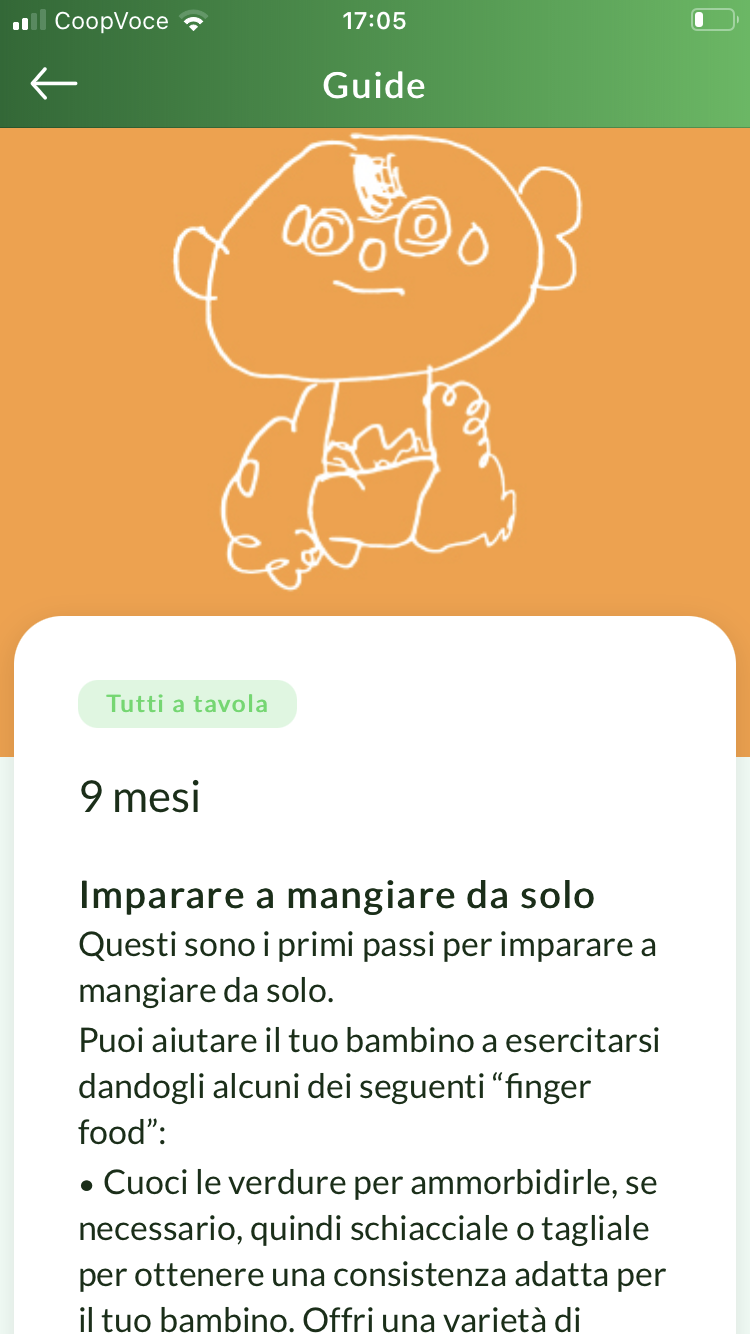 CoopVoce
17:05
Guide
Tutti a tavola
9 mesi
Imparare a mangiare da solo
Questi sono i primi passi per imparare a
mangiare da solo.
Puoi aiutare il tuo bambino a esercitarsi
dandogli alcuni dei seguenti “finger
food”:
• Cuoci le verdure per ammorbidirle, se
necessario, quindi schiacciale o tagliale
per ottenere una consistenza adatta per
il tuo bambino. Offri una varietà di